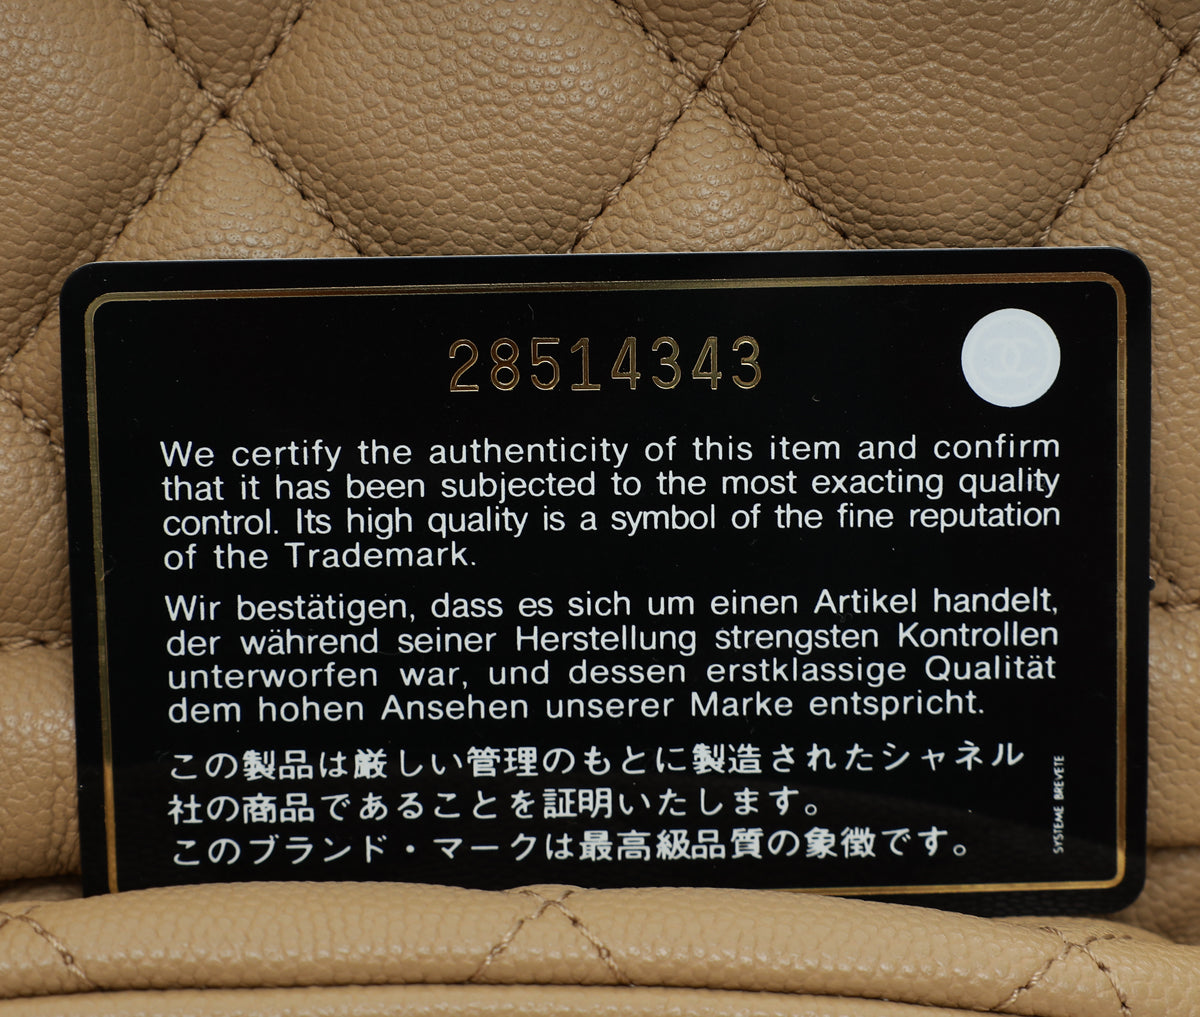 28514343
We certify the authenticity of this item and confirm
that it has been subjected to the most exacting quality
control. Its high quality is a symbol of the fine reputation
of the Trademark.
Wir bestätigen, dass es sich um einen Artikel handelt,
der während seiner Herstellung strengsten Kontrollen
unterworfen war, und dessen erstklassige Qualität
dem hohen Ansehen unserer Marke entspricht.
この製品は厳しい管理のもとに製造されたシャネル
社の商品であることを証明いたします。
このブランド・マークは最高級品質の象徴です。
SYSTEME BREVETE